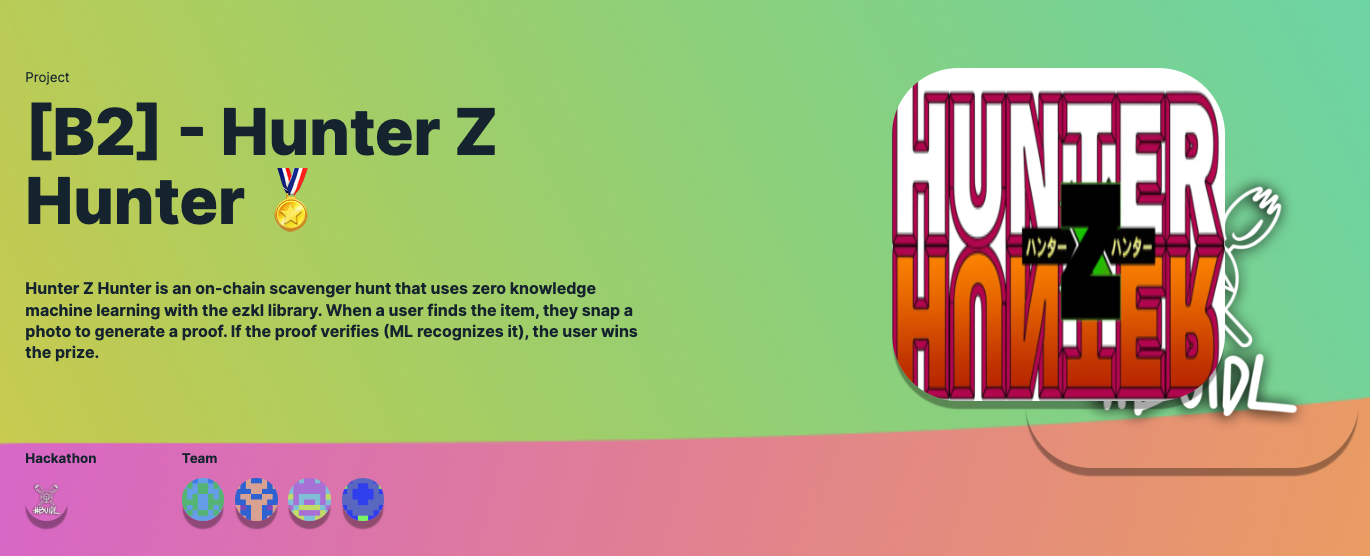 Project
[B2] - Hunter Z
Hunter 🏅
Hunter Z Hunter is an on-chain scavenger hunt that uses zero knowledge
machine learning with the ezkl library. When a user finds the item, they snap a
photo to generate a proof. If the proof verifies (ML recognizes it), the user wins
the prize.
HUNTER
ハンター Z ハンター
HUNTER
#BUIDL
Hackathon
Team
#BUIDL